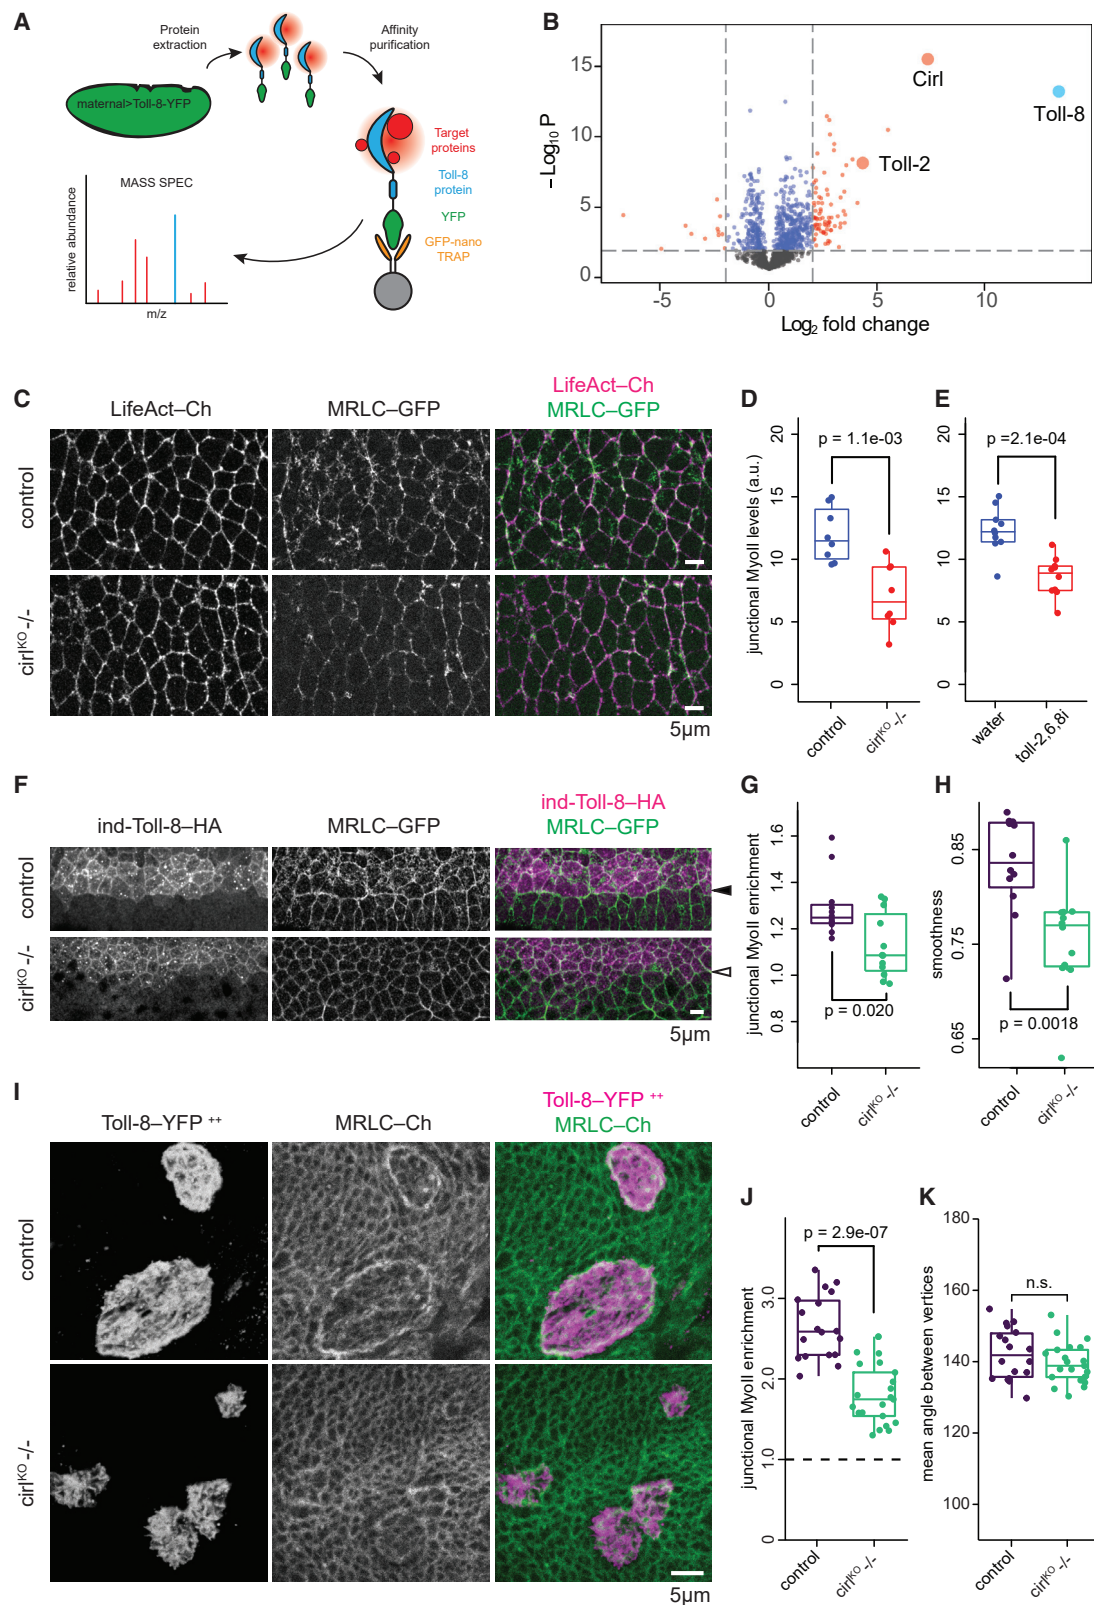 A
Protein
extraction
Affinity
purification
maternal>Toll-8-YFP
Target
proteins
Toll-8
protein
YFP
GFP-nano
TRAP
MASS SPEC
relative abundance
m/z
B
−Log10 P
15
10
5
0
-5
0
5
10
Log2 fold change
Cirl
Toll-8
Toll-2
C
LifeAct–Ch
MRLC–GFP
LifeAct–Ch
MRLC–GFP
control
cirlKO -/-
5µm
D
p = 1.1e-03
junctional MyoII levels (a.u.)
20
15
10
5
0
control
cirlKO -/-
E
p =2.1e-04
20
15
10
5
0
water
toll-2,6,8i
F
ind-Toll-8–HA
MRLC–GFP
ind-Toll-8–HA
MRLC–GFP
control
cirlKO -/-
5µm
G
junctional MyoII enrichment
1.6
1.4
1.2
1.0
0.8
p = 0.020
control
cirlKO -/-
H
smoothness
0.85
0.75
0.65
p = 0.0018
control
cirlKO -/-
I
Toll-8–YFP ++
MRLC–Ch
Toll-8–YFP ++
MRLC–Ch
control
cirlKO -/-
5µm
J
p = 2.9e-07
junctional MyoII enrichment
3.0
2.0
1.0
0
control
cirlKO -/-
K
n.s.
mean angle between vertices
180
160
140
120
100
control
cirlKO -/-